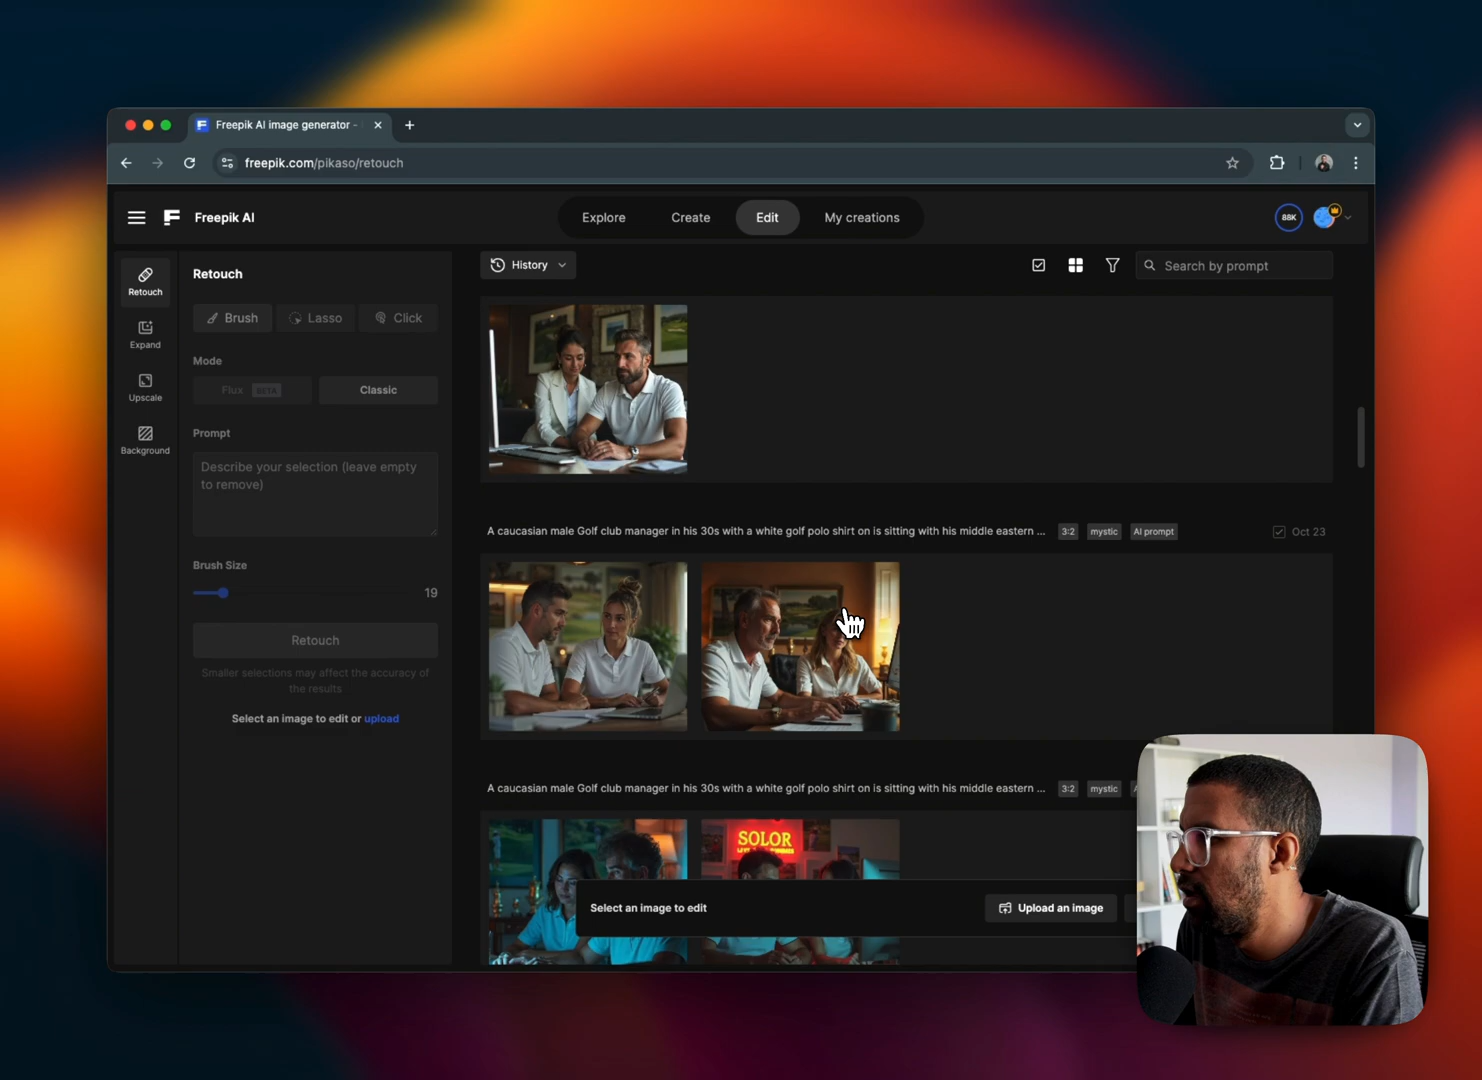 Freepik AI image generator -
freepik.com/pikaso/retouch
Freepik AI
Explore
Create
Edit
My creations
88K
Retouch
Expand
Upscale
Background
Retouch
Brush
Lasso
Click
Mode
Flux BETA
Classic
Prompt
Describe your selection (leave empty
to remove)
Brush Size
19
Retouch
Smaller selections may affect the accuracy of
the results
Select an image to edit or upload
History
Search by prompt
A caucasian male Golf club manager in his 30s with a white golf polo shirt on is sitting with his middle eastern ...
3:2
mystic
AI prompt
Oct 23
A caucasian male Golf club manager in his 30s with a white golf polo shirt on is sitting with his middle eastern ...
3:2
mystic
SOLOR
Select an image to edit
Upload an image